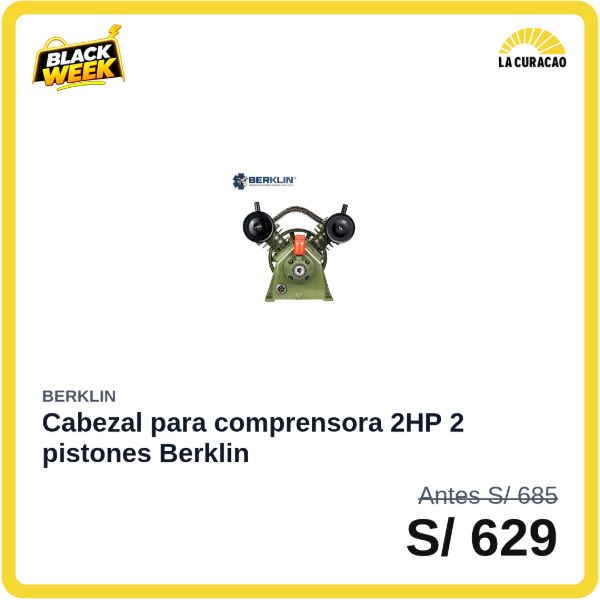 BLACK
WEEK
LA CURACAO
BERKLIN®
BERKLIN
Cabezal para comprensora 2HP 2
pistones Berklin
Antes S/ 685
S/ 629